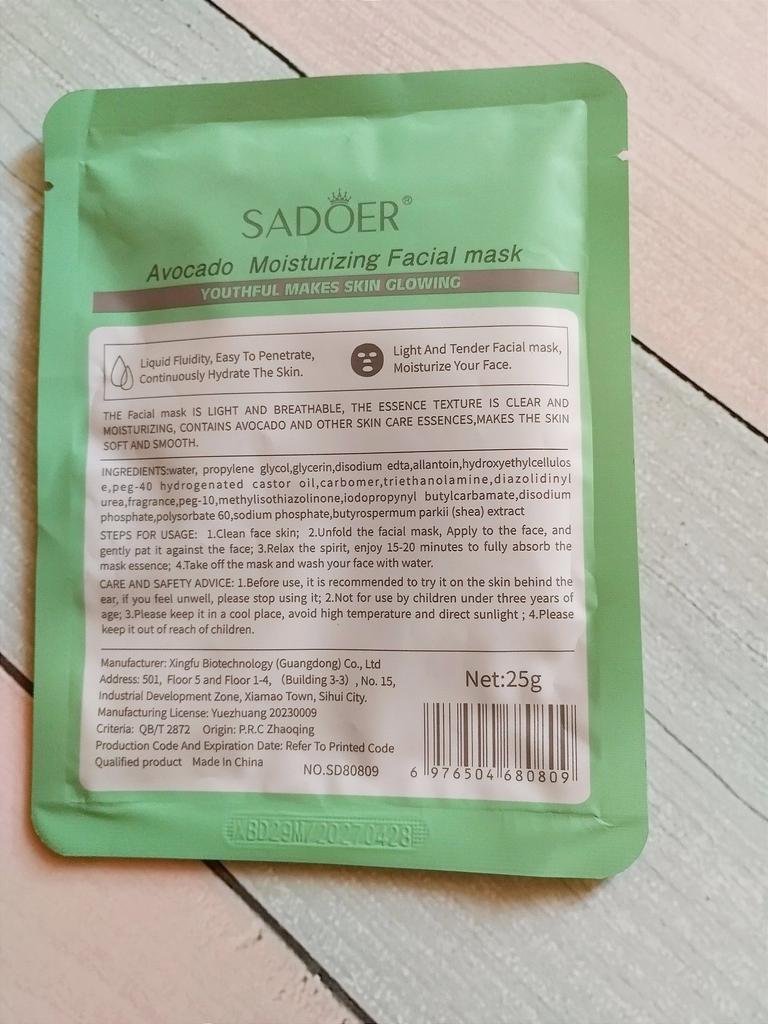 SADOER®
Avocado Moisturizing Facial mask
YOUTHFUL MAKES SKIN GLOWING
Liquid Fluidity, Easy To Penetrate,
Continuously Hydrate The Skin.
Light And Tender Facial mask,
Moisturize Your Face.
THE Facial mask IS LIGHT AND BREATHABLE, THE ESSENCE TEXTURE IS CLEAR AND
MOISTURIZING, CONTAINS AVOCADO AND OTHER SKIN CARE ESSENCES,MAKES THE SKIN
SOFT AND SMOOTH.
INGREDIENTS:water, propylene glycol,glycerin,disodium edta,allantoin,hydroxyethylcellulos
e,peg-40 hydrogenated castor oil,carbomer,triethanolamine,diazolidinyl
urea,fragrance,peg-10,methylisothiazolinone,iodopropynyl butylcarbamate,disodium
phosphate,polysorbate 60,sodium phosphate,butyrospermum parkii (shea) extract
STEPS FOR USAGE: 1.Clean face skin; 2.Unfold the facial mask, Apply to the face, and
gently pat it against the face; 3.Relax the spirit, enjoy 15-20 minutes to fully absorb the
mask essence; 4.Take off the mask and wash your face with water.
CARE AND SAFETY ADVICE: 1.Before use, it is recommended to try it on the skin behind the
ear, if you feel unwell, please stop using it; 2.Not for use by children under three years of
age; 3.Please keep it in a cool place, avoid high temperature and direct sunlight ; 4.Please
keep it out of reach of children.
Manufacturer: Xingfu Biotechnology (Guangdong) Co., Ltd
Address: 501, Floor 5 and Floor 1-4, （Building 3-3）, No. 15,
Industrial Development Zone, Xiamao Town, Sihui City.
Manufacturing License: Yuezhuang 20230009
Criteria: QB/T 2872 Origin: P.R.C Zhaoqing
Production Code And Expiration Date: Refer To Printed Code
Qualified product Made In China
NO.SD80809
Net:25g
6 976504 680809
XBD29M/20270428